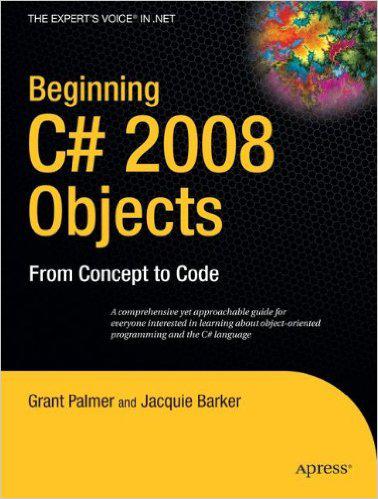 THE EXPERT'S VOICE® IN .NET
Beginning
C# 2008
Objects
From Concept to Code
A comprehensive yet approachable guide for
everyone interested in learning about object-oriented
programming and the C# language
Grant Palmer and Jacquie Barker
Apress®